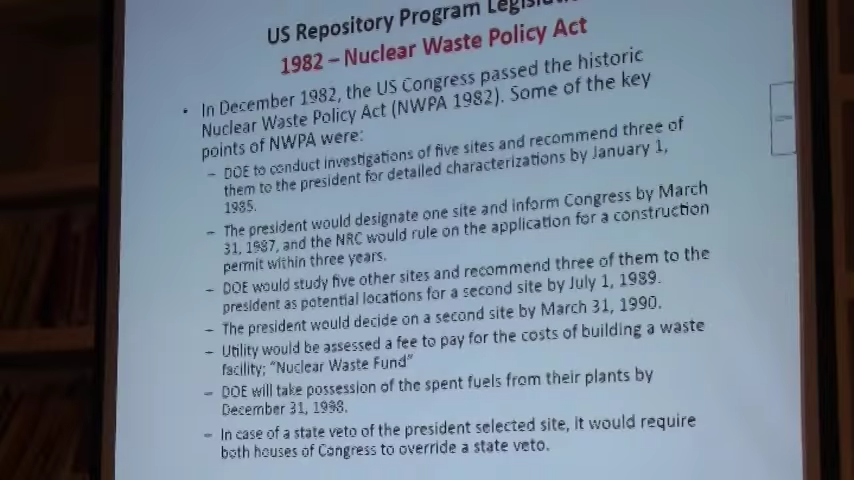 US Repository Program
1982 – Nuclear Waste Policy Act
• In December 1982, the US Congress passed the historic
Nuclear Waste Policy Act (NWPA 1982). Some of the key
points of NWPA were:
– DOE to conduct investigations of five sites and recommend three of
them to the president for detailed characterizations by January 1,
1985.
– The president would designate one site and inform Congress by March
31, 1987, and the NRC would rule on the application for a construction
permit within three years.
– DOE would study five other sites and recommend three of them to the
president as potential locations for a second site by July 1, 1989.
– The president would decide on a second site by March 31, 1990.
– Utility would be assessed a fee to pay for the costs of building a waste
facility; “Nuclear Waste Fund”
– DOE will take possession of the spent fuels from their plants by
December 31, 1998.
– In case of a state veto of the president selected site, it would require
both houses of Congress to override a state veto.